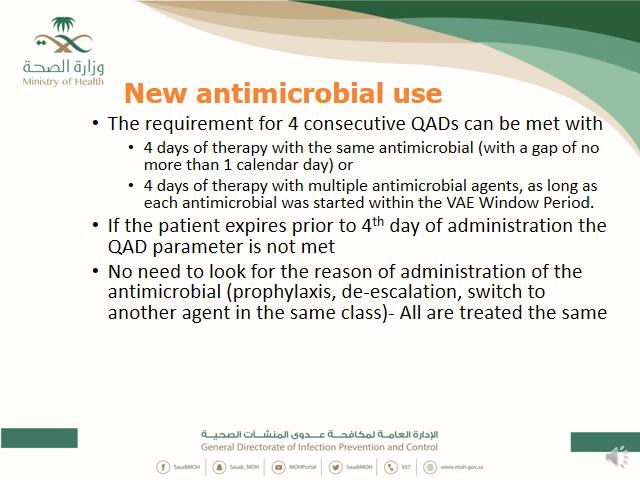 وزارة الصحة
Ministry of Health
New antimicrobial use
• The requirement for 4 consecutive QADs can be met with
• 4 days of therapy with the same antimicrobial (with a gap of no
more than 1 calendar day) or
• 4 days of therapy with multiple antimicrobial agents, as long as
each antimicrobial was started within the VAE Window Period.
• If the patient expires prior to 4th day of administration the
QAD parameter is not met
• No need to look for the reason of administration of the
antimicrobial (prophylaxis, de-escalation, switch to
another agent in the same class)- All are treated the same
الإدارة العامة لمكافحة عدوى المنشآت الصحية
General Directorate of Infection Prevention and Control
SaudiMOH Saudi_MOH MOHPortal SaudiMOH 937 www.moh.gov.sa